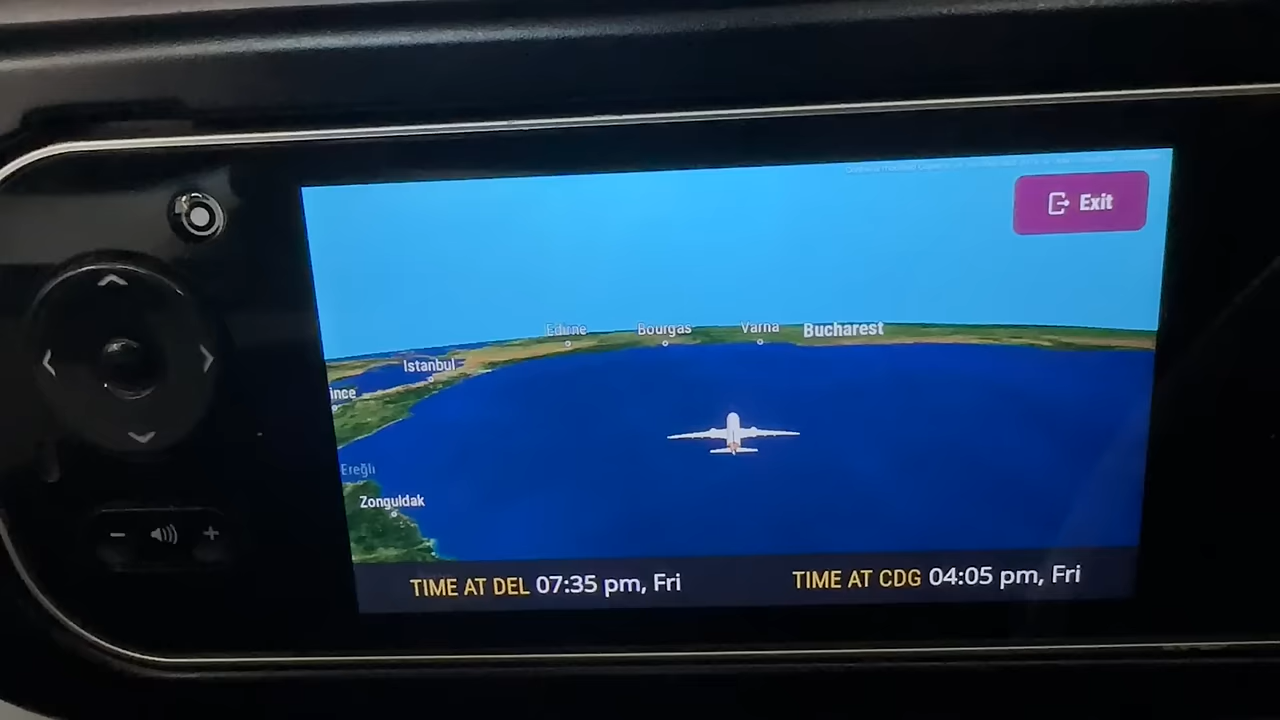 Exit
Edirne
Bourgas
Varna
Bucharest
Istanbul
ince
Ereğli
Zonguldak
TIME AT DEL 07:35 pm, Fri
TIME AT CDG 04:05 pm, Fri